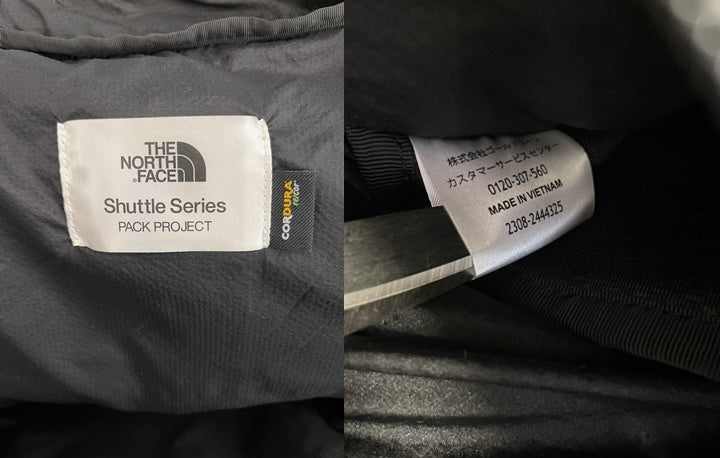 THE
NORTH
FACE
Shuttle Series
PACK PROJECT
CORDURA
re/cor
株式会社ゴールドウイン
カスタマーサービスセンター
0120-307-560
MADE IN VIETNAM
2308-2444325